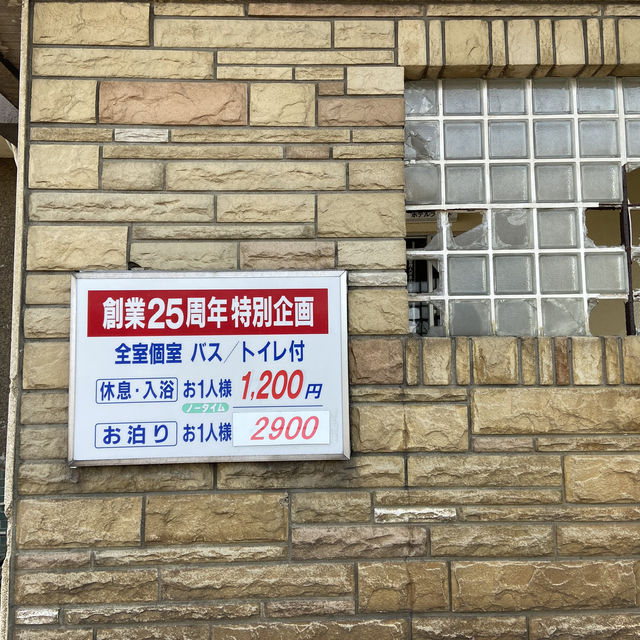 創業25周年特別企画
全室個室 バス/トイレ付
休息・入浴 お1人様 1,200円
ノータイム
お泊り お1人様 2900